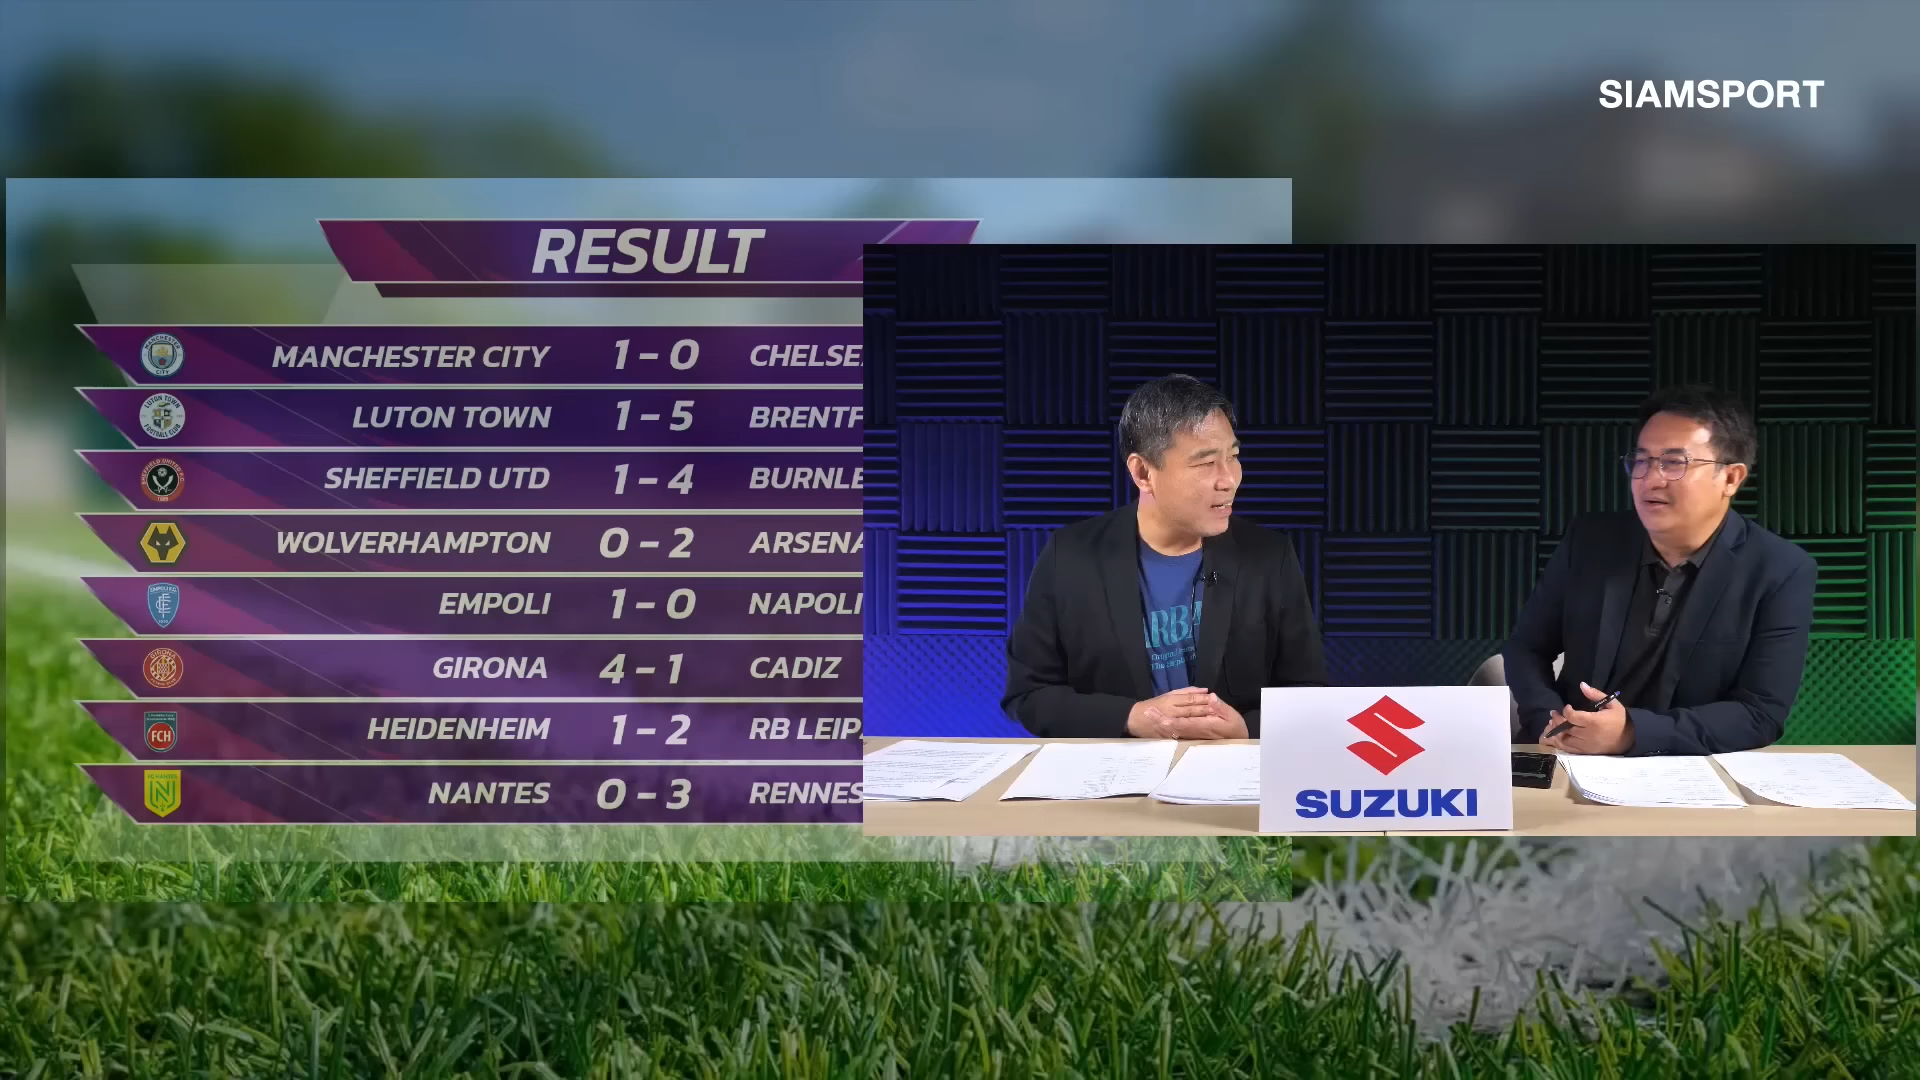 SIAMSPORT
RESULT
MANCHESTER CITY 1 - 0 CHELSE
LUTON TOWN 1 - 5 BRENTF
SHEFFIELD UTD 1 - 4 BURNLE
WOLVERHAMPTON 0 - 2 ARSENA
EMPOLI 1 - 0 NAPOLI
GIRONA 4 - 1 CADIZ
HEIDENHEIM 1 - 2 RB LEIP
NANTES 0 - 3 RENNES
SUZUKI